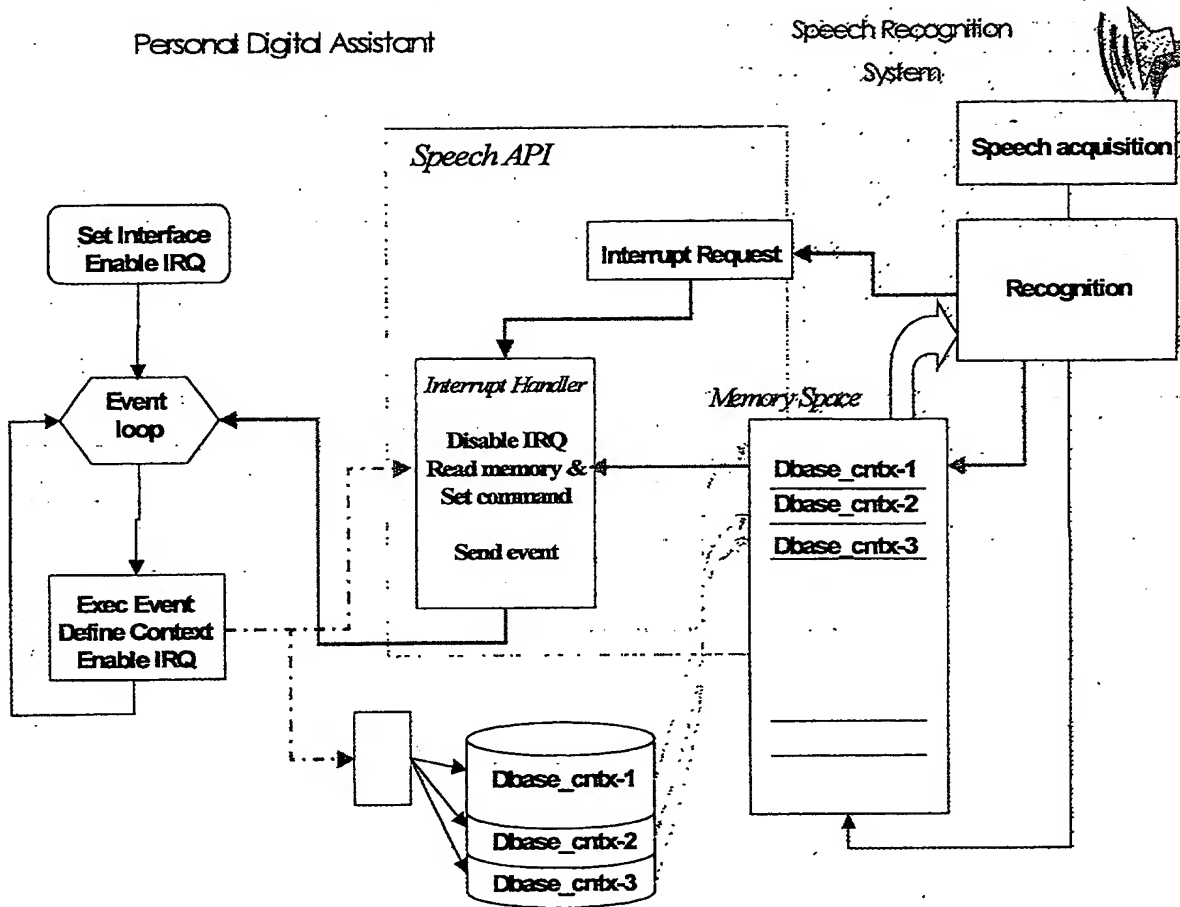 Personal Digital Assistant
Speech Recognition
System
Speech acquisition
Speech API
Set Interface
Enable IRQ
Interrupt Request
Recognition
Event
loop
Interrupt Handler
Disable IRQ
Read memory &
Set command
Send event
Memory Space
Dbase_cntx-1
Dbase_cntx-2
Dbase_cntx-3
Exec Event
Define Context
Enable IRQ
Dbase_cntx-1
Dbase_cntx-2
Dbase_cntx-3